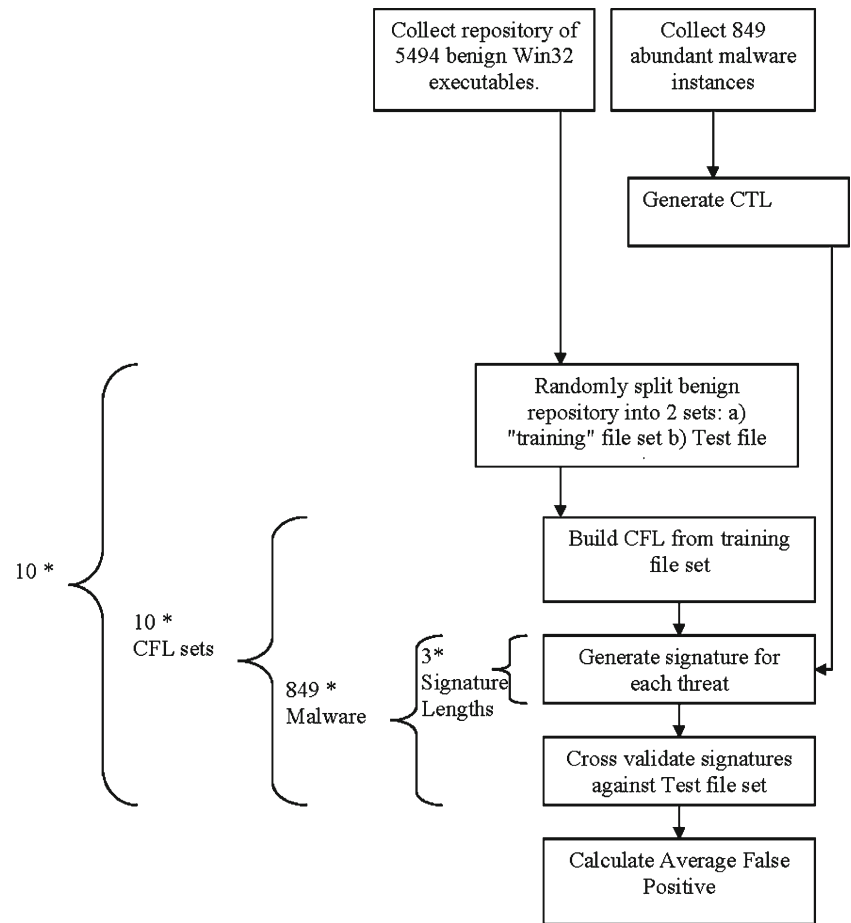 Collect repository of
5494 benign Win32
executables.
Collect 849
abundant malware
instances
Generate CTL
Randomly split benign
repository into 2 sets: a)
"training" file set b) Test file
.
Build CFL from training
file set
10 *
10 *
CFL sets
849 *
Malware
3*
Signature
Lengths
Generate signature for
each threat
Cross validate signatures
against Test file set
Calculate Average False
Positive